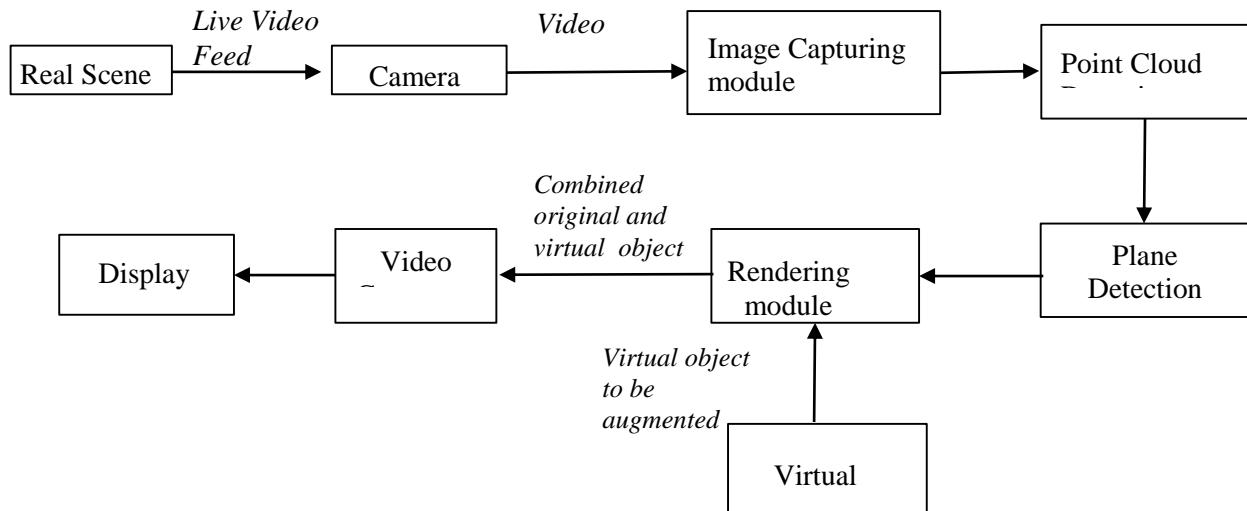 Live Video
Feed
Real Scene
Camera
Video
Image Capturing
module
Point Cloud
Plane
Detection
Combined
original and
virtual object
Rendering
module
Video
Display
Virtual object
to be
augmented
Virtual